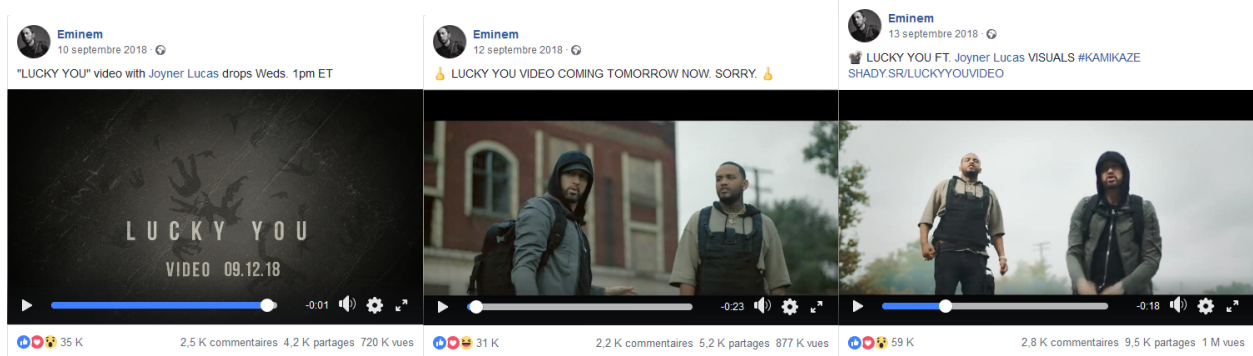 Eminem
10 septembre 2018 ·
"LUCKY YOU" video with Joyner Lucas drops Weds. 1pm ET
LUCKY YOU
VIDEO 09.12.18
-0:01
35 K
2,5 K commentaires 4,2 K partages 720 K vues
Eminem
12 septembre 2018 ·
🖕 LUCKY YOU VIDEO COMING TOMORROW NOW. SORRY. 🖕
-0:23
31 K
2,2 K commentaires 5,2 K partages 877 K vues
Eminem
13 septembre 2018 ·
LUCKY YOU FT. Joyner Lucas VISUALS #KAMIKAZE
SHADY.SR/LUCKYYOUVIDEO
-0:18
59 K
2,8 K commentaires 9,5 K partages 1 M vues